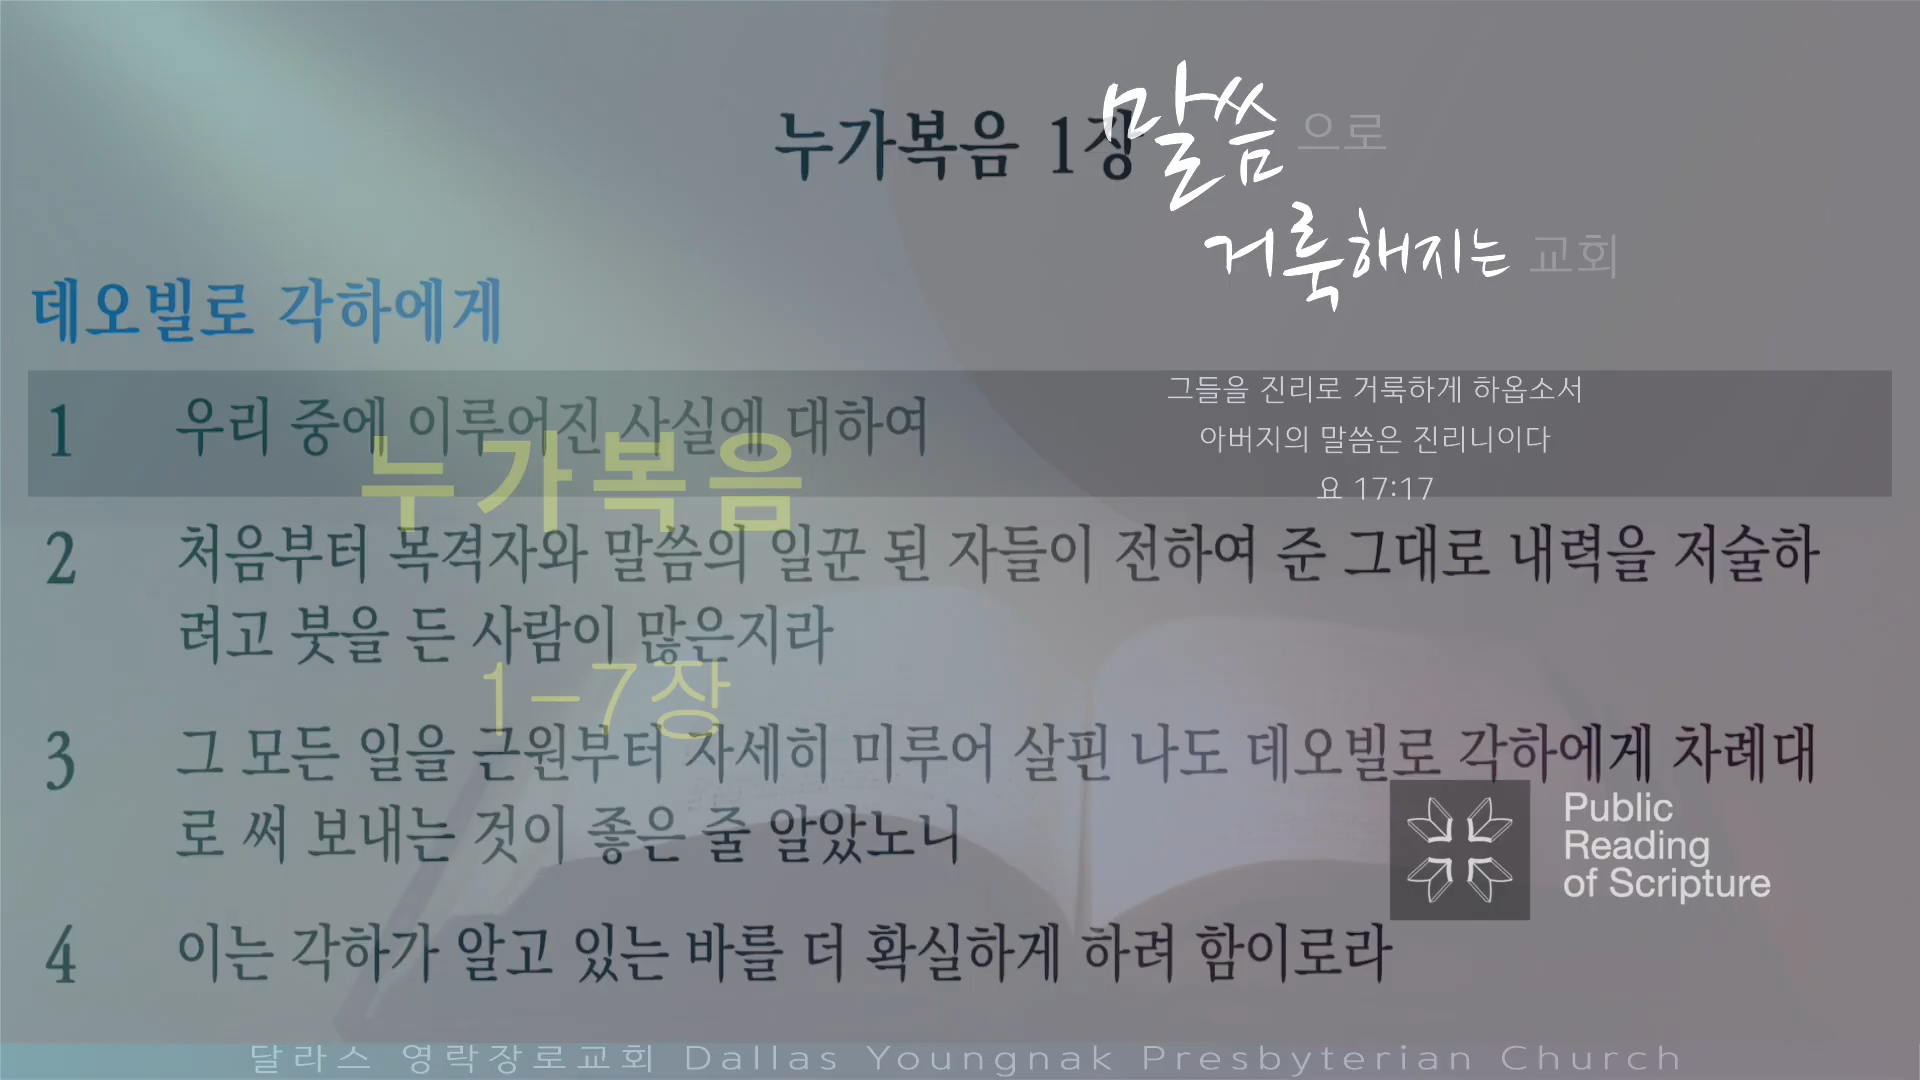 누가복음 1장
말씀으로
거룩해지는 교회
데오빌로 각하에게
그들을 진리로 거룩하게 하옵소서
아버지의 말씀은 진리니이다
요 17:17
1 우리 중에 이루어진 사실에 대하여
누가복음
2 처음부터 목격자와 말씀의 일꾼 된 자들이 전하여 준 그대로 내력을 저술하
려고 붓을 든 사람이 많은지라
1-7장
3 그 모든 일을 근원부터 자세히 미루어 살핀 나도 데오빌로 각하에게 차례대
로 써 보내는 것이 좋은 줄 알았노니
Public
Reading
of Scripture
4 이는 각하가 알고 있는 바를 더 확실하게 하려 함이로라
달라스 영락장로교회 Dallas Youngnak Presbyterian Church